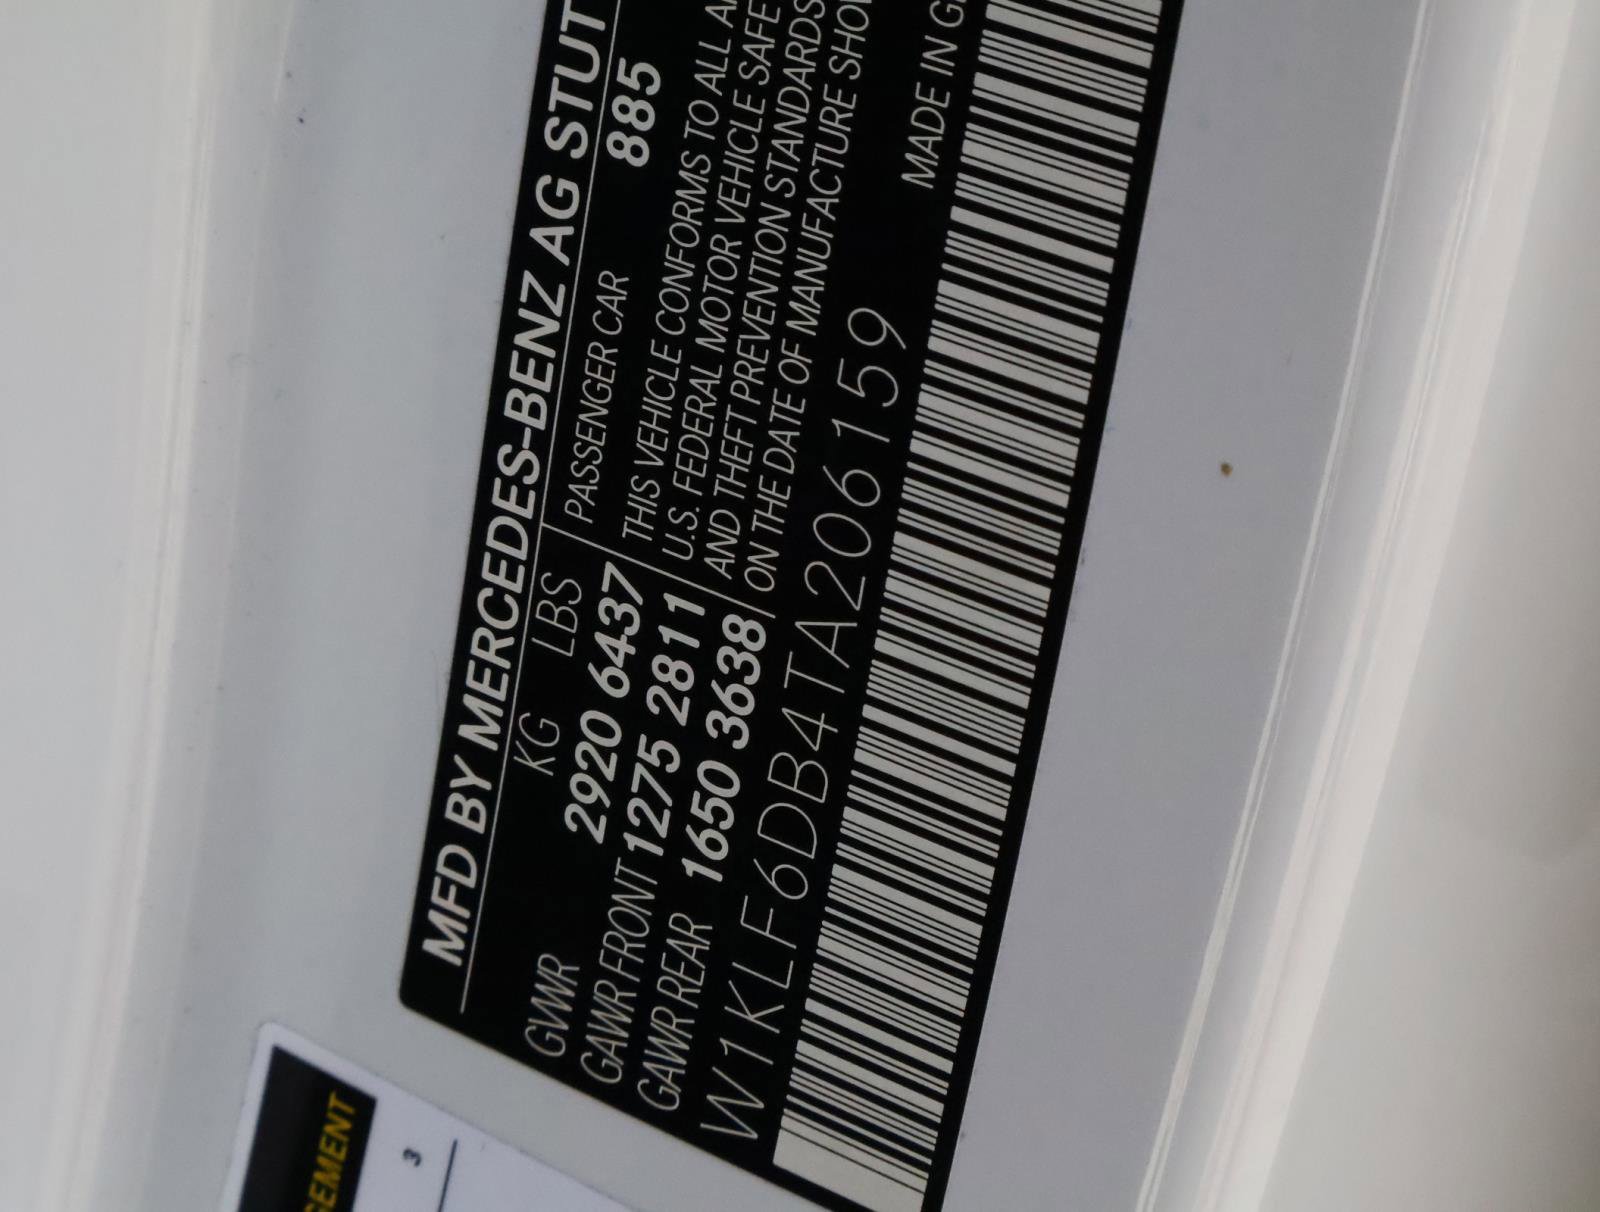 MFD BY MERCEDES-BENZ AG STUT
KG LBS
GVWR 2920 6437
GAWR FRONT 1275 2811
GAWR REAR 1650 3638
PASSENGER CAR 885
THIS VEHICLE CONFORMS TO ALL A
U.S. FEDERAL MOTOR VEHICLE SAFE
AND THEFT PREVENTION STANDARDS
ON THE DATE OF MANUFACTURE SHO
W1KLF6DB4TA206159
MADE IN G
GEMENT
3